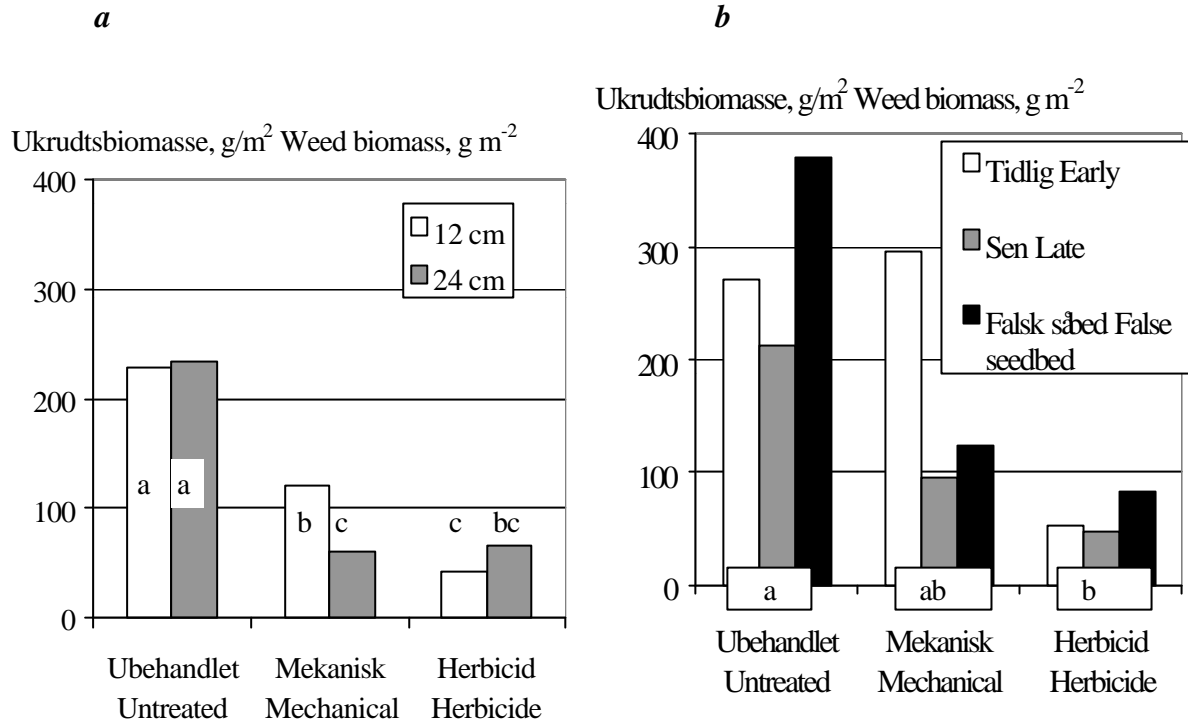 a
Ukrudtsbiomasse, g/m² Weed biomass, g m⁻²
400
300
200
100
0
12 cm
24 cm
a a
b c
c bc
Ubehandlet Mekanisk Herbicid
Untreated Mechanical Herbicide
b
Ukrudtsbiomasse, g/m² Weed biomass, g m⁻²
400
300
200
100
0
Tidlig Early
Sen Late
Falsk såbed False
seedbed
a ab b
Ubehandlet Mekanisk Herbicid
Untreated Mechanical Herbicide